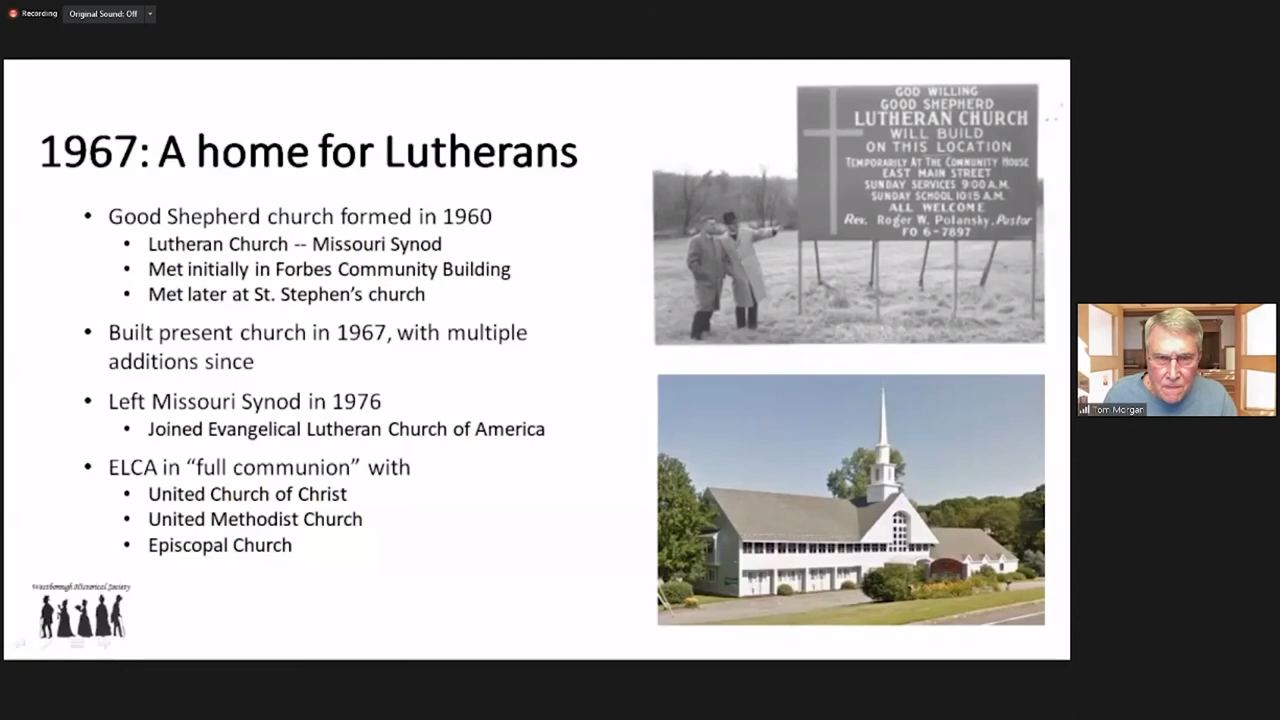 Recording
Original Sound: Off
1967: A home for Lutherans
• Good Shepherd church formed in 1960
• Lutheran Church -- Missouri Synod
• Met initially in Forbes Community Building
• Met later at St. Stephen’s church
• Built present church in 1967, with multiple
additions since
• Left Missouri Synod in 1976
• Joined Evangelical Lutheran Church of America
• ELCA in “full communion” with
• United Church of Christ
• United Methodist Church
• Episcopal Church
Westborough Historical Society
GOD WILLING
GOOD SHEPHERD
LUTHERAN CHURCH
WILL BUILD
ON THIS LOCATION
TEMPORARILY AT THE COMMUNITY HOUSE
EAST MAIN STREET
SUNDAY SERVICES 9:00 A.M.
SUNDAY SCHOOL 10:15 A.M.
ALL WELCOME
Rev. Roger W. Polansky, Pastor
FO 6-7897
Tom Morgan